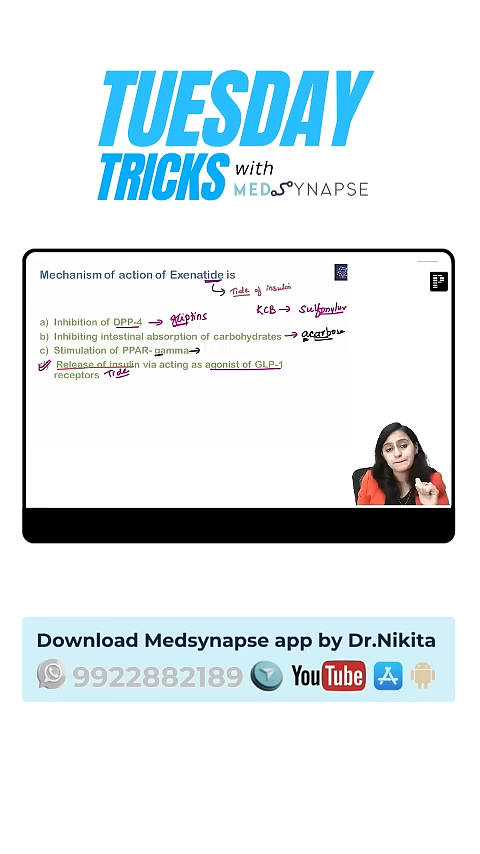 TUESDAY
TRICKS with
MEDSYNAPSE
Mechanism of action of Exenatide is
Tide of insulin
KCB → sulfonylur
a) Inhibition of DPP-4 → gliptins
b) Inhibiting intestinal absorption of carbohydrates → acarbose
c) Stimulation of PPAR- gamma →
Release of insulin via acting as agonist of GLP-1
receptors Tide
Download Medsynapse app by Dr.Nikita
9922882189 YouTube